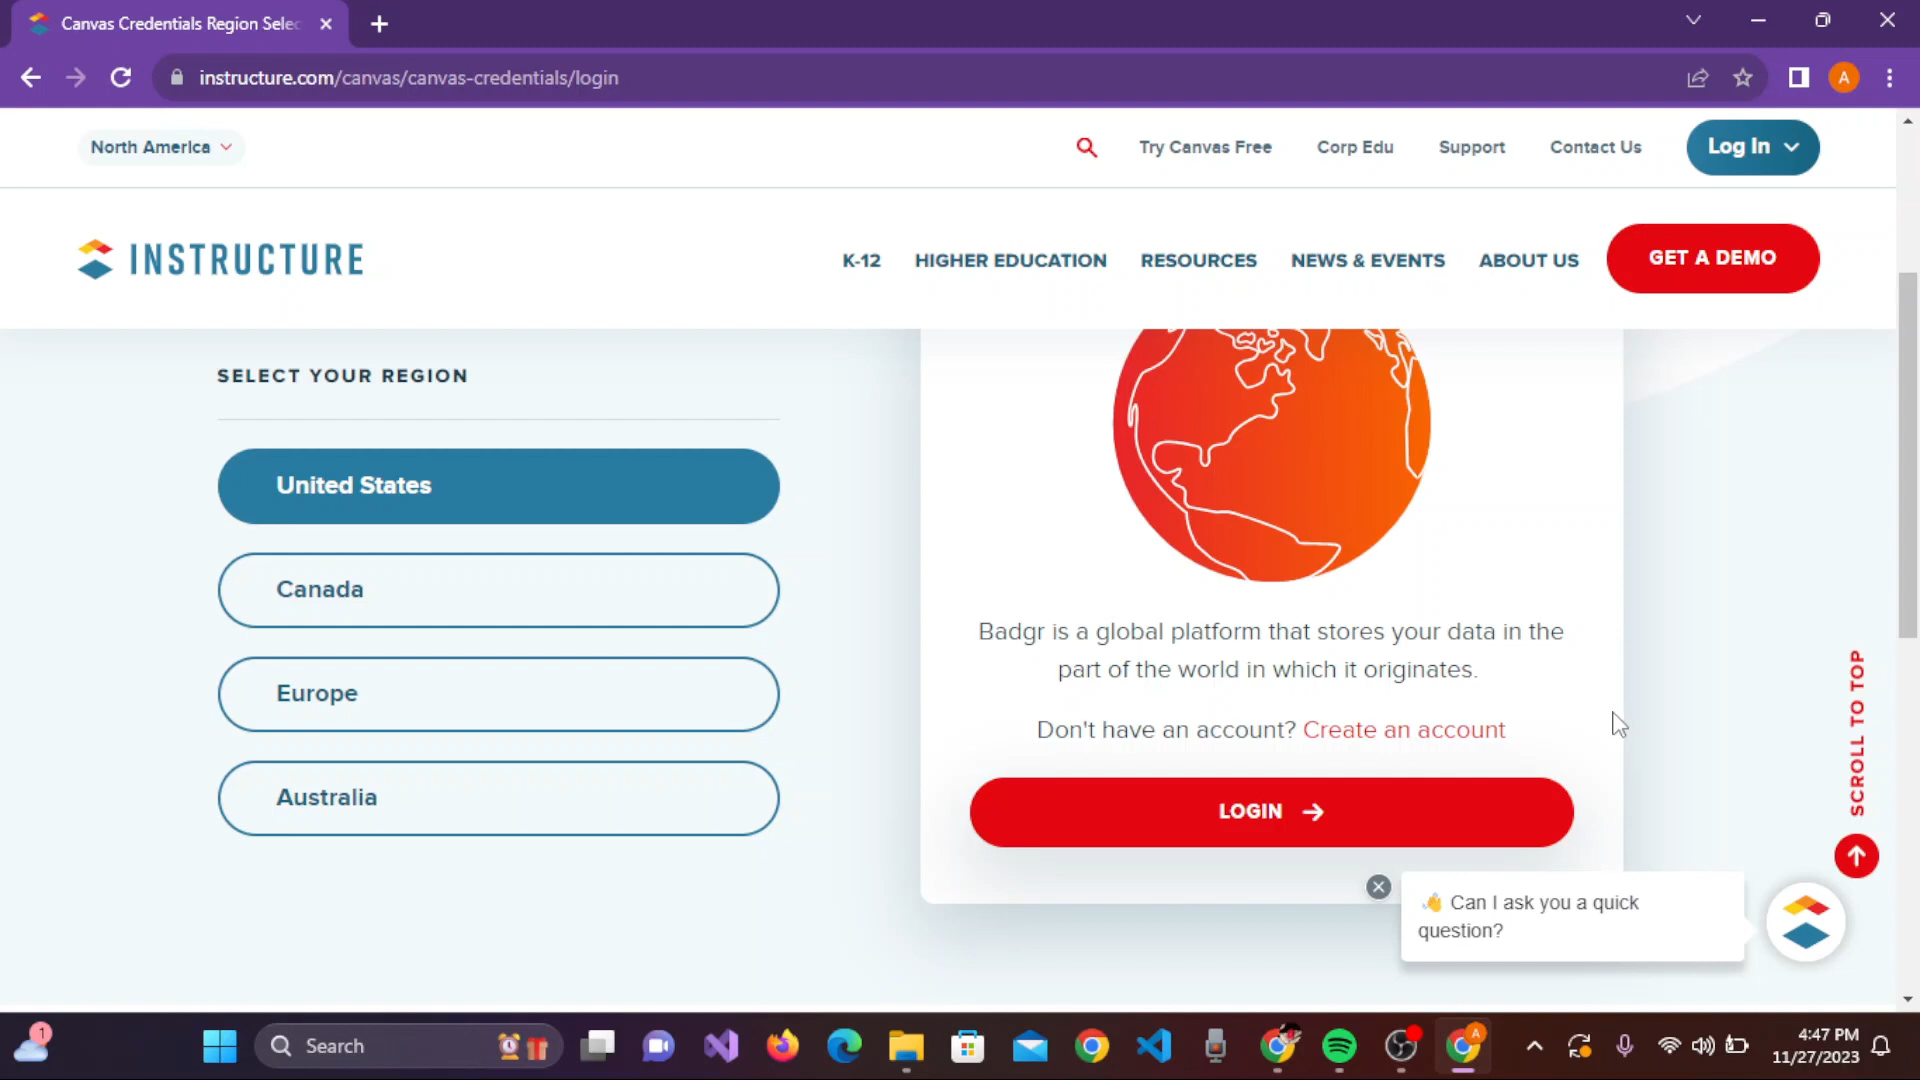 Canvas Credentials Region Selec
instructure.com/canvas/canvas-credentials/login
A
North America
Try Canvas Free
Corp Edu
Support
Contact Us
Log In
INSTRUCTURE
K-12
HIGHER EDUCATION
RESOURCES
NEWS & EVENTS
ABOUT US
GET A DEMO
SELECT YOUR REGION
United States
Canada
Europe
Australia
Badgr is a global platform that stores your data in the
part of the world in which it originates.
Don't have an account? Create an account
LOGIN
SCROLL TO TOP
👋 Can I ask you a quick
question?
1
Search
A
4:47 PM
11/27/2023